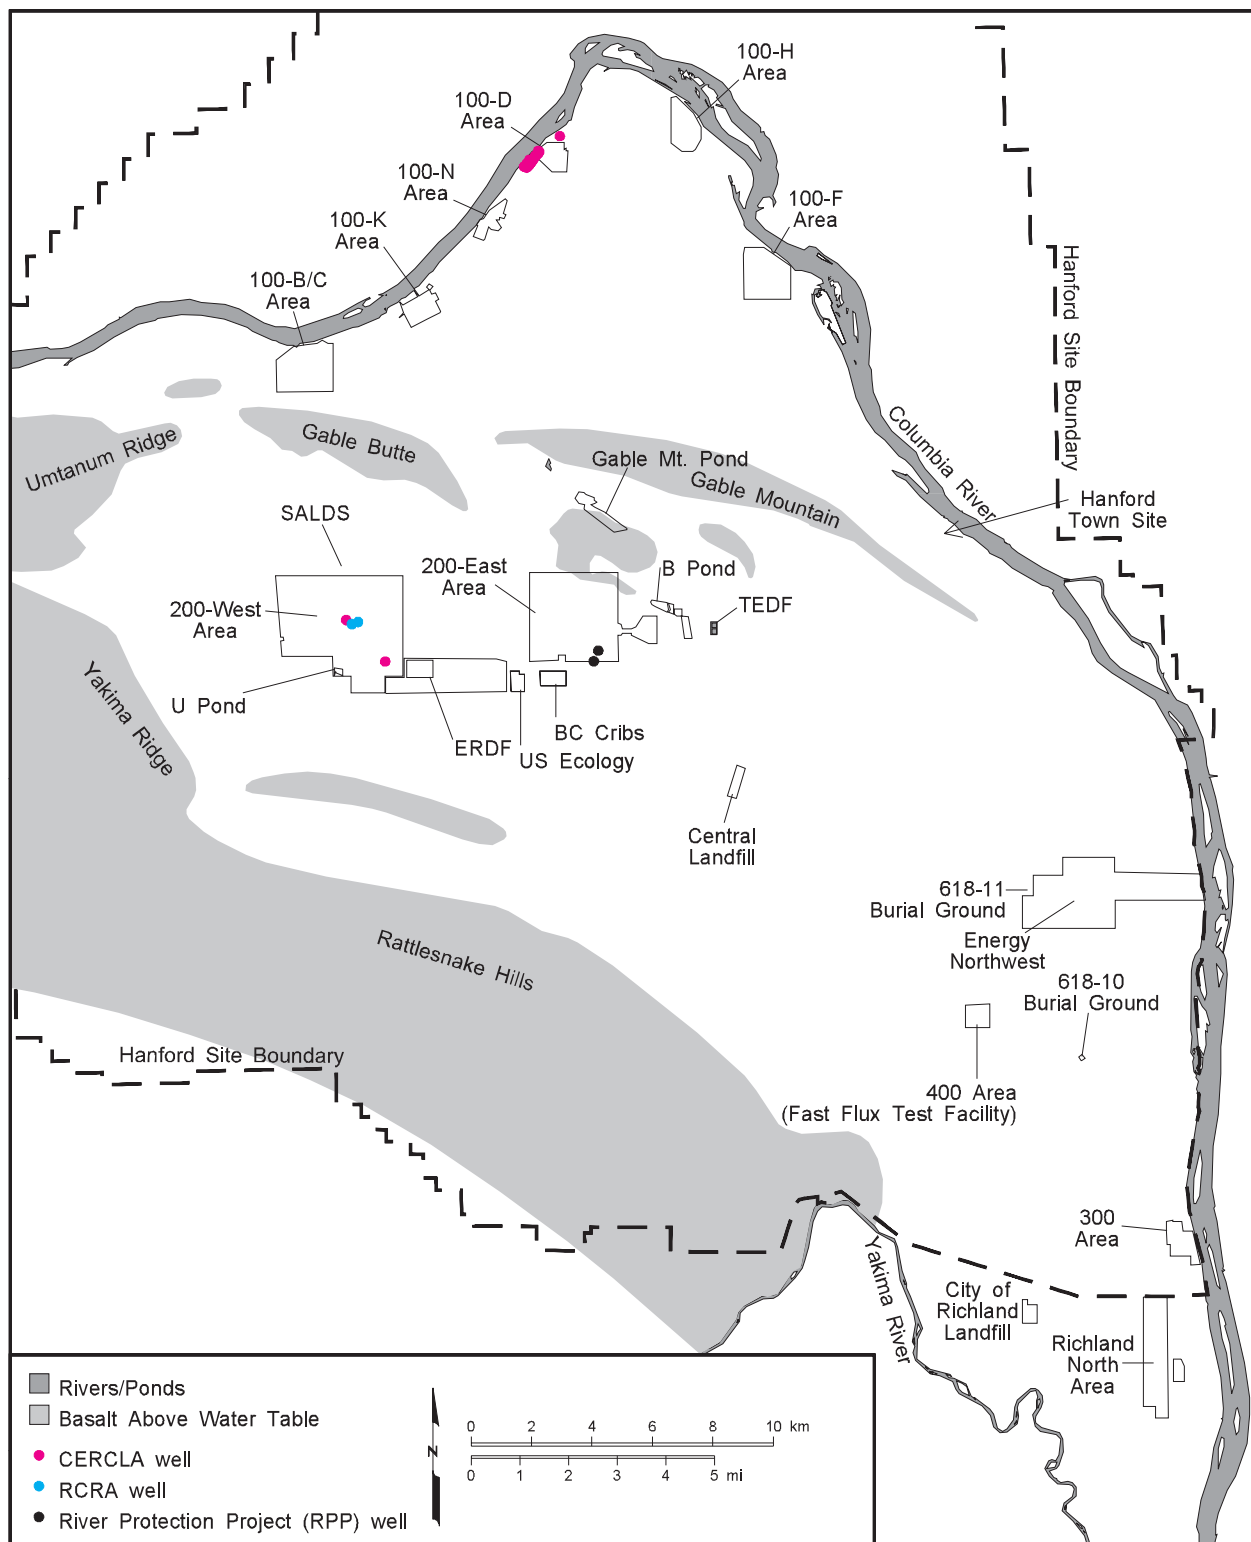 100-H
Area
100-D
Area
100-N
Area
100-F
Area
100-K
Area
100-B/C
Area
Hanford Site Boundary
Columbia River
Umtanum Ridge
Gable Butte
Gable Mt. Pond
Gable Mountain
Hanford
Town Site
SALDS
200-East
Area
B Pond
TEDF
200-West
Area
Yakima Ridge
U Pond
ERDF
BC Cribs
US Ecology
Central
Landfill
618-11
Burial Ground
Energy
Northwest
Rattlesnake Hills
618-10
Burial Ground
Hanford Site Boundary
400 Area
(Fast Flux Test Facility)
300
Area
Yakima River
City of
Richland
Landfill
Richland
North
Area
Rivers/Ponds
Basalt Above Water Table
CERCLA well
RCRA well
River Protection Project (RPP) well
N
0 2 4 6 8 10 km
0 1 2 3 4 5 mi